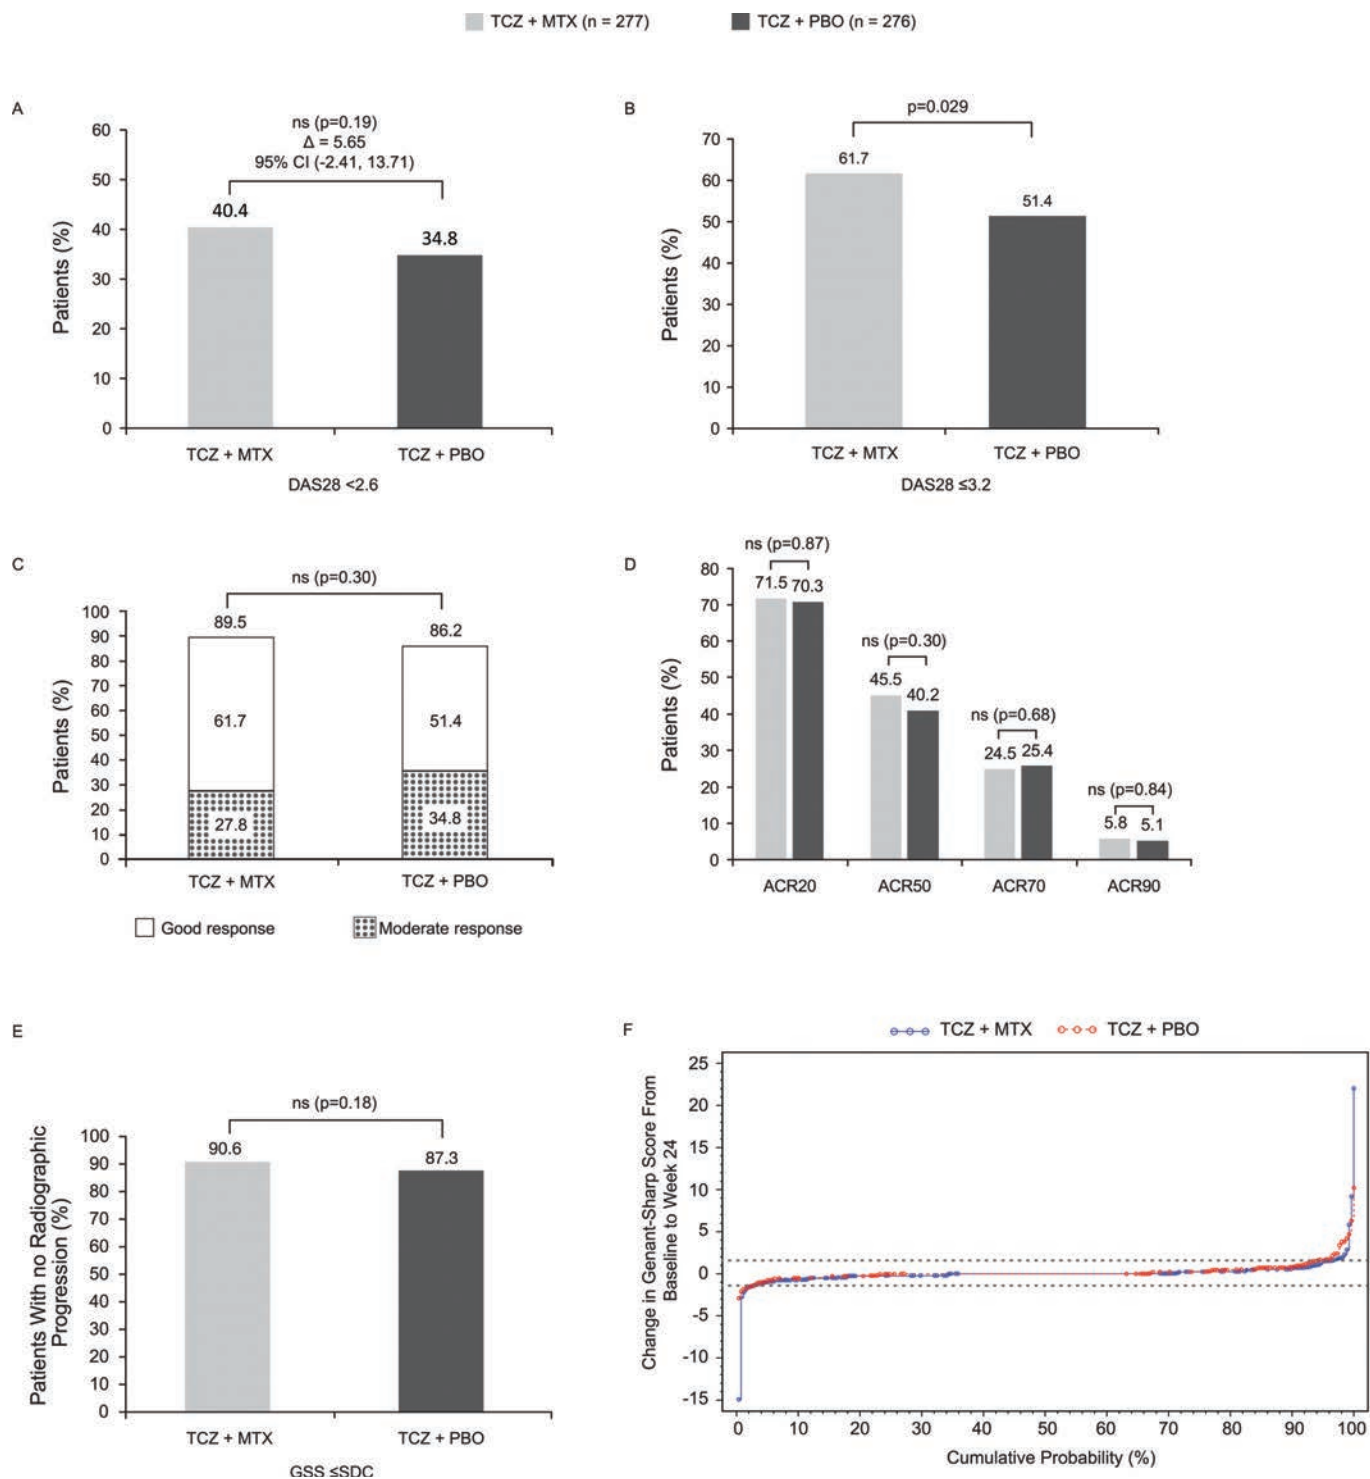 TCZ + MTX (n = 277) TCZ + PBO (n = 276)
A
ns (p=0.19)
Δ = 5.65
95% CI (-2.41, 13.71)
60
50
40
30
20
10
0
Patients (%)
40.4
34.8
TCZ + MTX TCZ + PBO
DAS28 <2.6
B
p=0.029
70
60
50
40
30
20
10
0
Patients (%)
61.7
51.4
TCZ + MTX TCZ + PBO
DAS28 ≤3.2
C
ns (p=0.30)
100
90
80
70
60
50
40
30
20
10
0
Patients (%)
89.5
86.2
61.7
51.4
27.8
34.8
TCZ + MTX TCZ + PBO
Good response Moderate response
D
80
70
60
50
40
30
20
10
0
Patients (%)
ns (p=0.87)
71.5 70.3
ns (p=0.30)
45.5 40.2
ns (p=0.68)
24.5 25.4
ns (p=0.84)
5.8 5.1
ACR20 ACR50 ACR70 ACR90
E
ns (p=0.18)
100
90
80
70
60
50
40
30
20
10
0
Patients With no Radiographic
Progression (%)
90.6
87.3
TCZ + MTX TCZ + PBO
GSS ≤SDC
F
TCZ + MTX TCZ + PBO
25
20
15
10
5
0
-5
-10
-15
Change in Genant-Sharp Score From
Baseline to Week 24
0 10 20 30 40 50 60 70 80 90 100
Cumulative Probability (%)